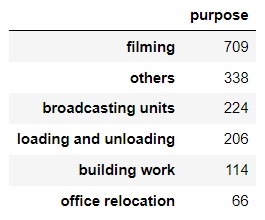 purpose
filming 709
others 338
broadcasting units 224
loading and unloading 206
building work 114
office relocation 66